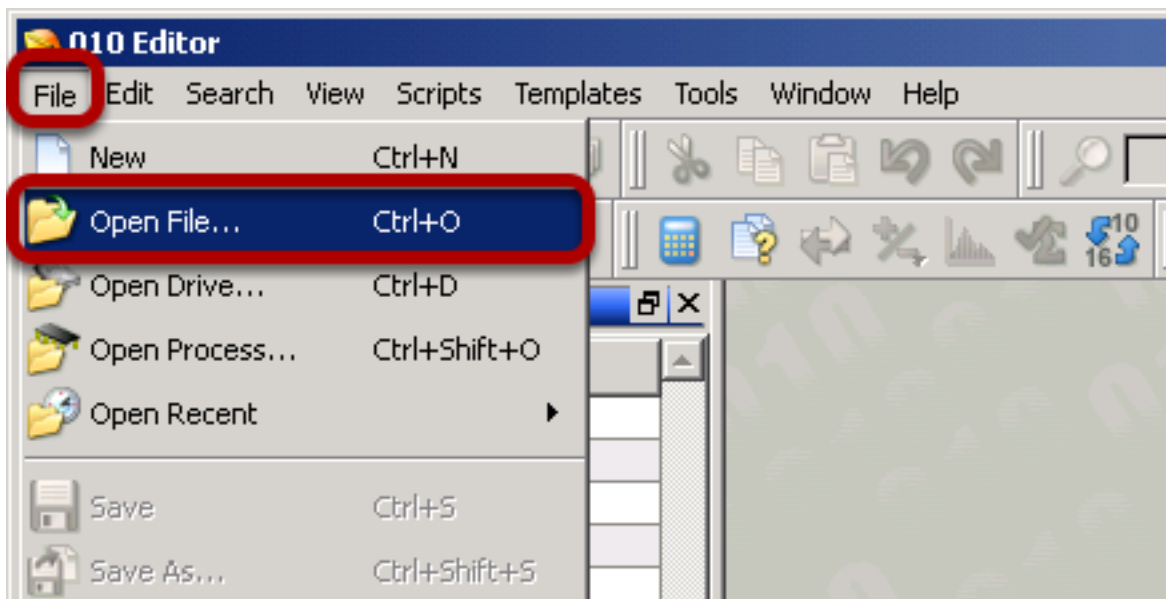 010 Editor
File Edit Search View Scripts Templates Tools Window Help
New Ctrl+N
Open File... Ctrl+O
Open Drive... Ctrl+D
Open Process... Ctrl+Shift+O
Open Recent
Save Ctrl+S
Save As... Ctrl+Shift+S
10
16